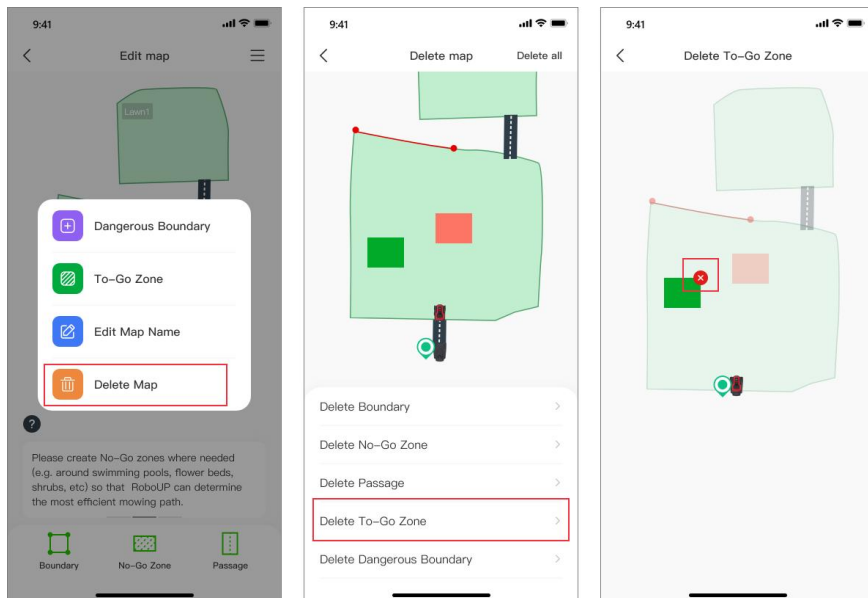 9:41
Edit map
Lawn1
Dangerous Boundary
To-Go Zone
Edit Map Name
Delete Map
?
Please create No-Go zones where needed
(e.g. around swimming pools, flower beds,
shrubs, etc) so that RoboUP can determine
the most efficient mowing path.
Boundary No-Go Zone Passage
9:41
Delete map Delete all
Delete Boundary
Delete No-Go Zone
Delete Passage
Delete To-Go Zone
Delete Dangerous Boundary
9:41
Delete To-Go Zone